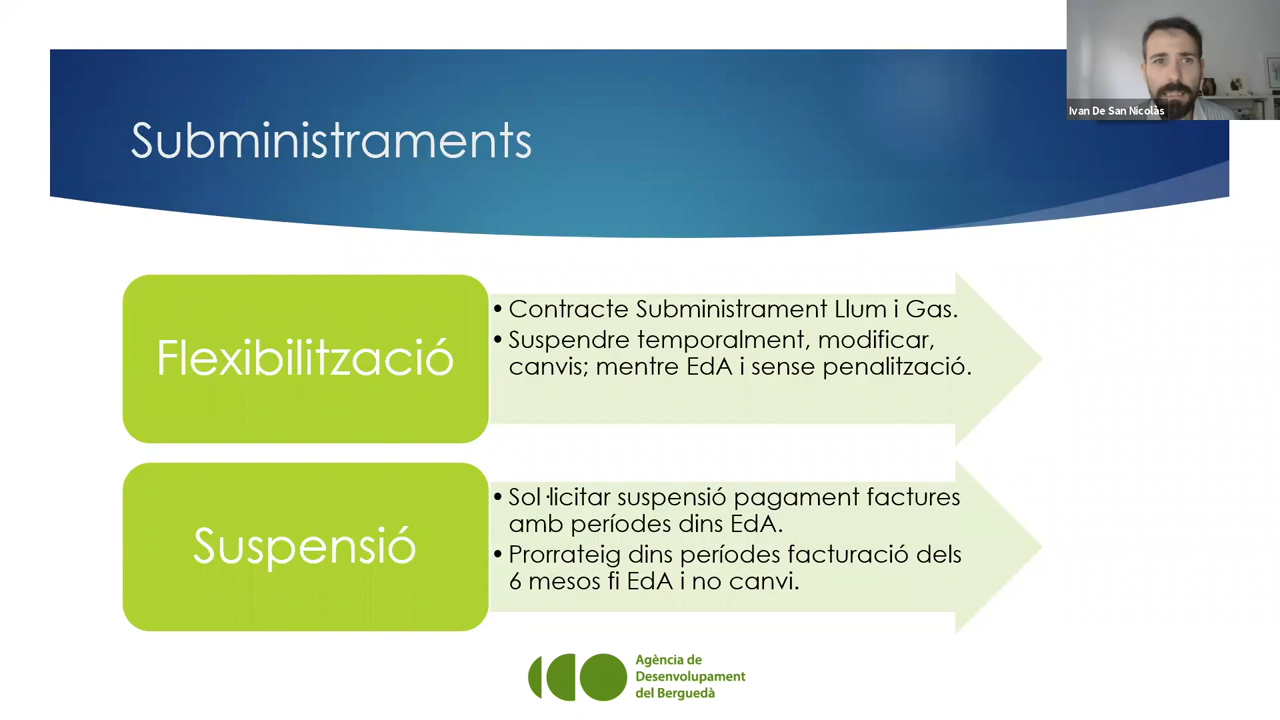 Ivan De San Nicolàs
Subministraments
Flexibilització
• Contracte Subministrament Llum i Gas.
• Suspendre temporalment, modificar,
canvis; mentre EdA i sense penalització.
Suspensió
• Sol·licitar suspensió pagament factures
amb períodes dins EdA.
• Prorrateig dins períodes facturació dels
6 mesos fi EdA i no canvi.
Agència de
Desenvolupament
del Berguedà